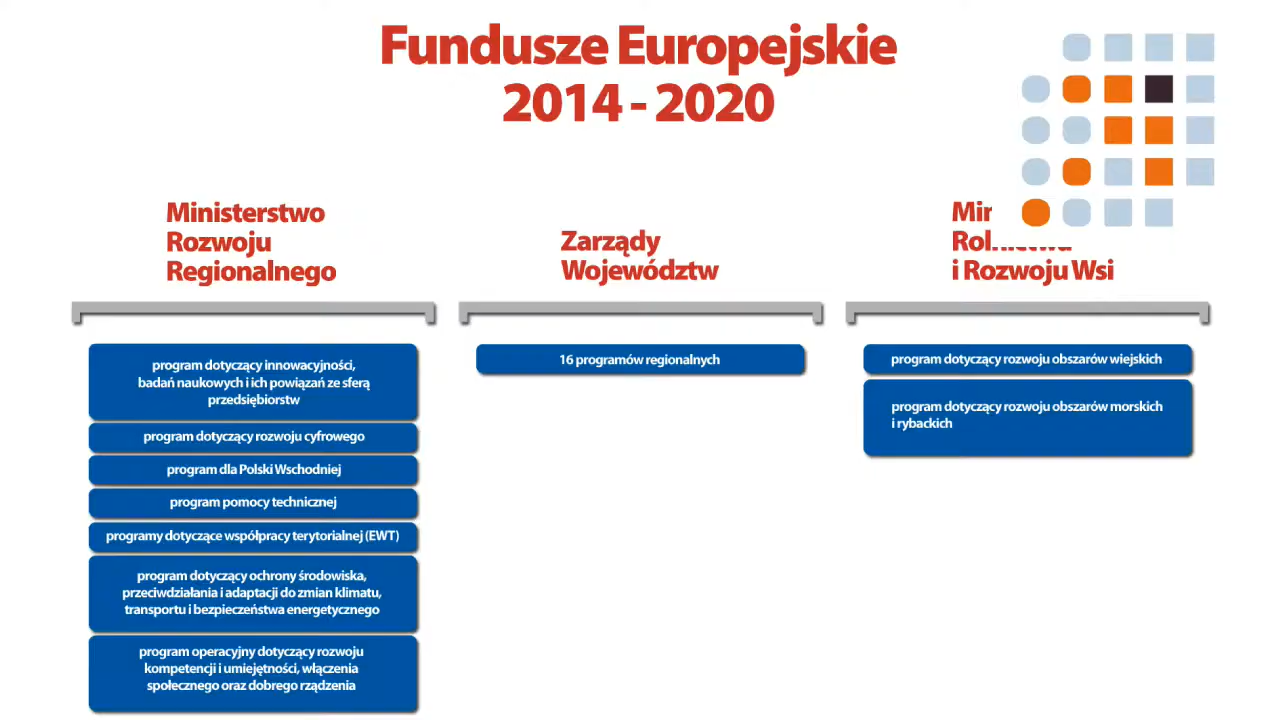 Fundusze Europejskie
2014 - 2020
Ministerstwo
Rozwoju
Regionalnego
program dotyczący innowacyjności,
badań naukowych i ich powiązań ze sferą
przedsiębiorstw
program dotyczący rozwoju cyfrowego
program dla Polski Wschodniej
program pomocy technicznej
programy dotyczące współpracy terytorialnej (EWT)
program dotyczący ochrony środowiska,
przeciwdziałania i adaptacji do zmian klimatu,
transportu i bezpieczeństwa energetycznego
program operacyjny dotyczący rozwoju
kompetencji i umiejętności, włączenia
społecznego oraz dobrego rządzenia
Zarządy
Województw
16 programów regionalnych
i Rozwoju Wsi
program dotyczący rozwoju obszarów wiejskich
program dotyczący rozwoju obszarów morskich
i rybackich